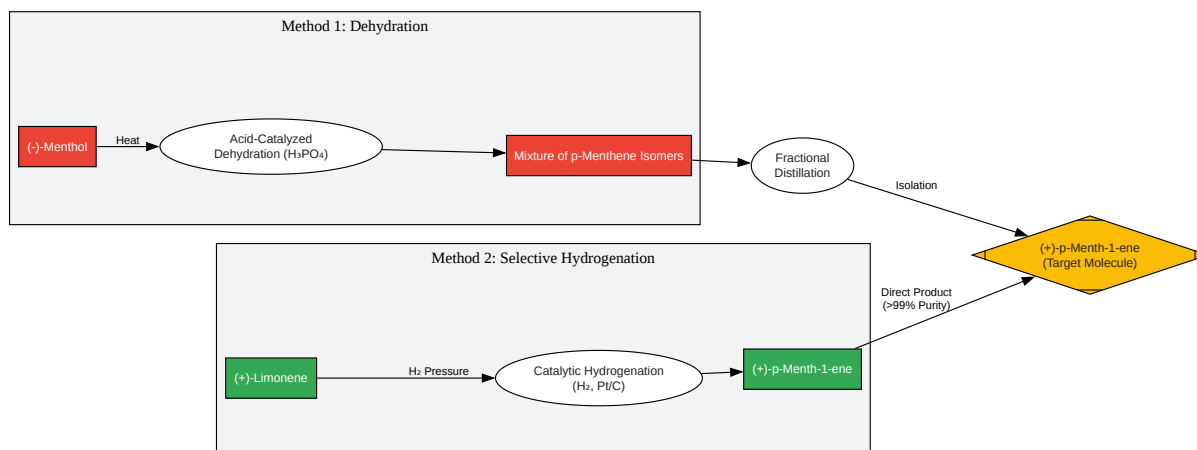 Method 1: Dehydration
(-)-Menthol
Heat
Acid-Catalyzed
Dehydration (H₃PO₄)
Mixture of p-Menthene Isomers
Fractional
Distillation
Isolation
(+)-p-Menth-1-ene
(Target Molecule)
Method 2: Selective Hydrogenation
(+)-Limonene
H₂ Pressure
Catalytic Hydrogenation
(H₂, Pt/C)
(+)-p-Menth-1-ene
Direct Product
(>99% Purity)